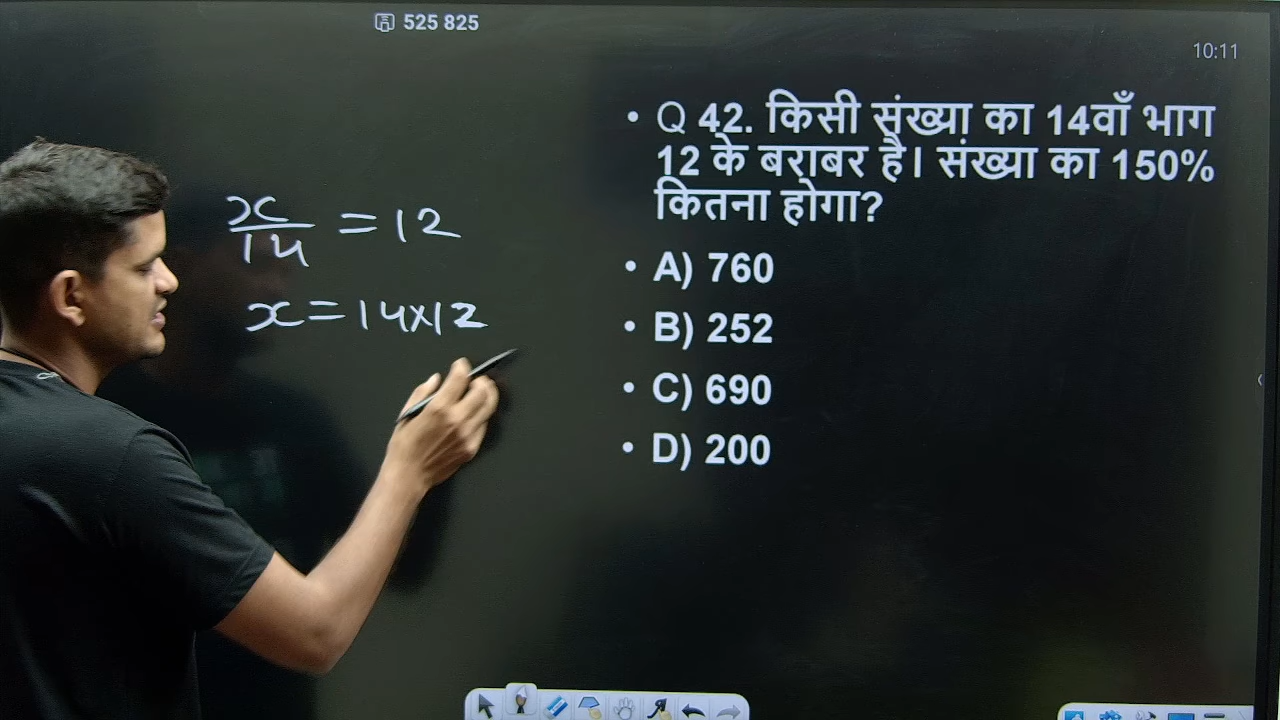 525 825
10:11
• Q 42. किसी संख्या का 14वाँ भाग
12 के बराबर है। संख्या का 150%
कितना होगा?
• A) 760
• B) 252
• C) 690
• D) 200
x/14 = 12
x = 14×12